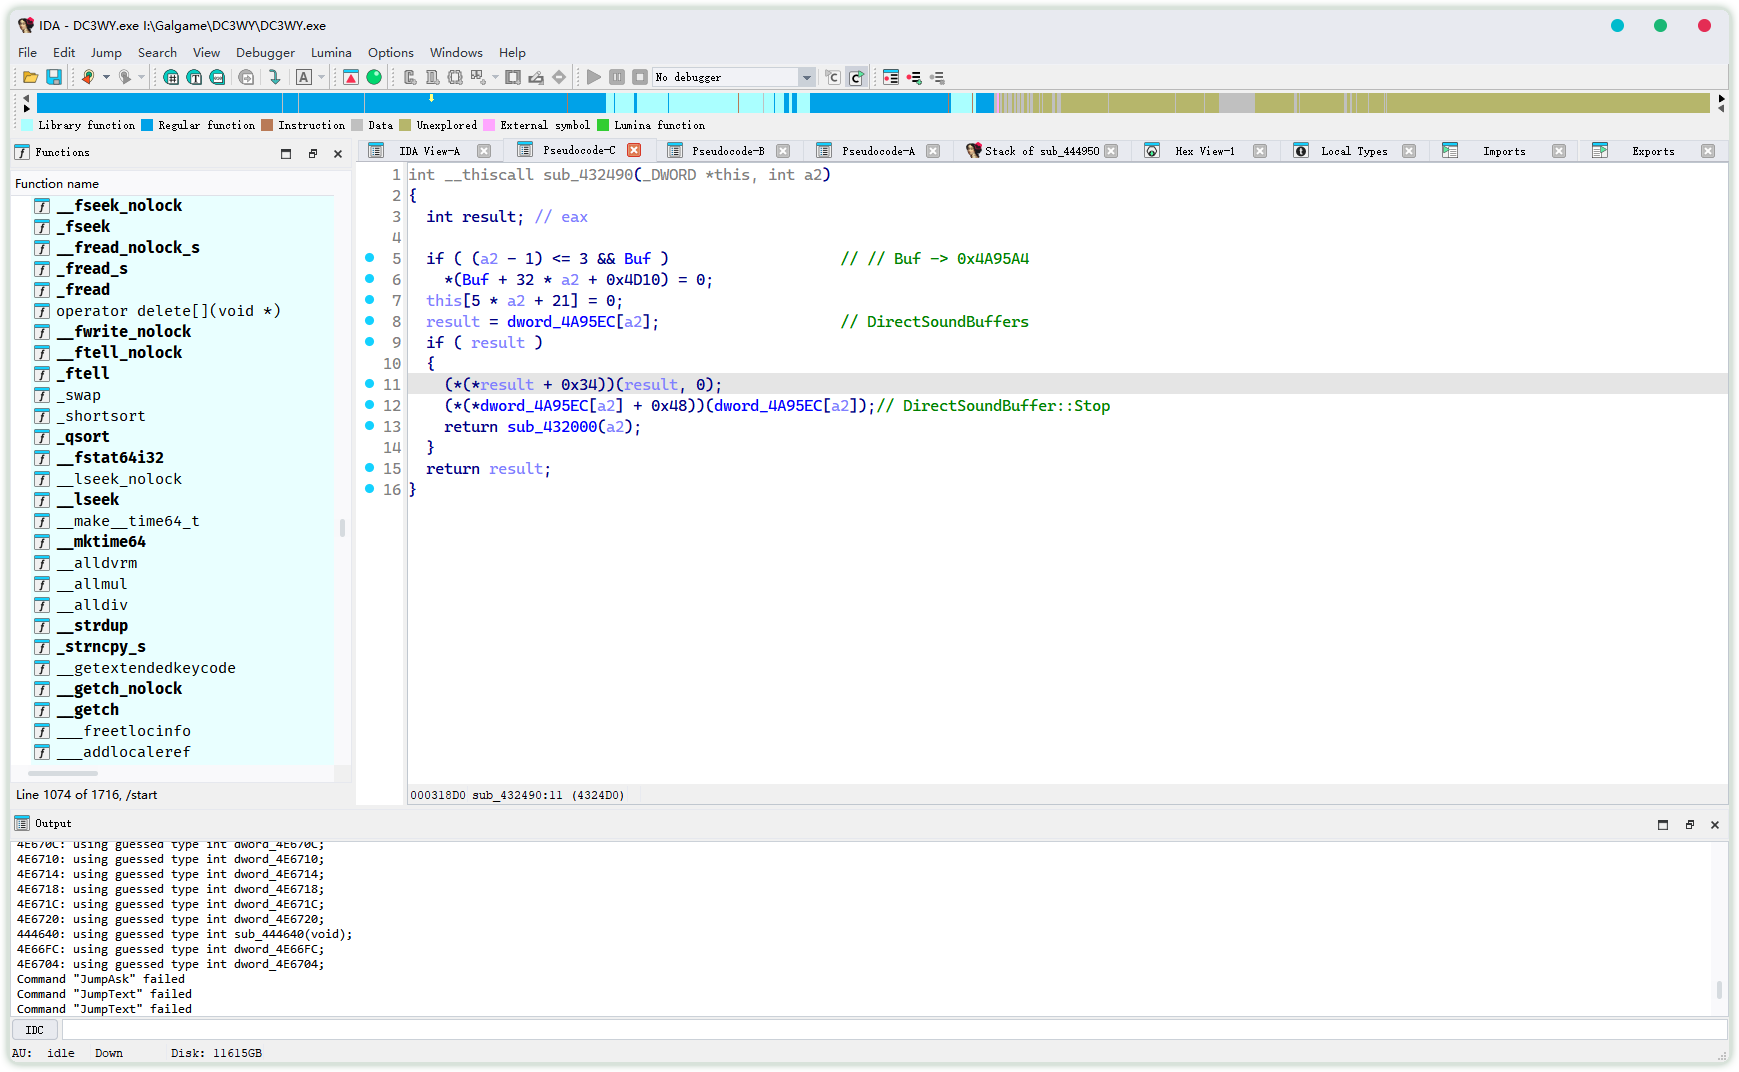 IDA - DC3WY.exe I:\Galgame\DC3WY\DC3WY.exe
File Edit Jump Search View Debugger Lumina Options Windows Help
No debugger
Library function Regular function Instruction Data Unexplored External symbol Lumina function
Functions
IDA View-A Pseudocode-C Pseudocode-B Pseudocode-A Stack of sub_444950 Hex View-1 Local Types Imports Exports
Function name
__fseek_nolock
_fseek
__fread_nolock_s
_fread_s
_fread
operator delete[](void *)
__fwrite_nolock
__ftell_nolock
_ftell
_swap
_shortsort
_qsort
__fstat64i32
__lseek_nolock
__lseek
__make__time64_t
__mktime64
__alldvrm
__allmul
__alldiv
__strdup
_strncpy_s
__getextendedkeycode
__getch_nolock
__getch
___freetlocinfo
___addlocaleref
Line 1074 of 1716, /start
1 int __thiscall sub_432490(_DWORD *this, int a2)
2 {
3 int result; // eax
4
5 if ( (a2 - 1) <= 3 && Buf ) // // Buf -> 0x4A95A4
6 *(Buf + 32 * a2 + 0x4D10) = 0;
7 this[5 * a2 + 21] = 0;
8 result = dword_4A95EC[a2]; // DirectSoundBuffers
9 if ( result )
10 {
11 (*(*result + 0x34))(result, 0);
12 (*(*dword_4A95EC[a2] + 0x48))(dword_4A95EC[a2]);// DirectSoundBuffer::Stop
13 return sub_432000(a2);
14 }
15 return result;
16 }
000318D0 sub_432490:11 (4324D0)
Output
4E670C: using guessed type int dword_4E670C;
4E6710: using guessed type int dword_4E6710;
4E6714: using guessed type int dword_4E6714;
4E6718: using guessed type int dword_4E6718;
4E671C: using guessed type int dword_4E671C;
4E6720: using guessed type int dword_4E6720;
444640: using guessed type int sub_444640(void);
4E66FC: using guessed type int dword_4E66FC;
4E6704: using guessed type int dword_4E6704;
Command "JumpAsk" failed
Command "JumpText" failed
Command "JumpText" failed
IDC
AU: idle Down Disk: 11615GB